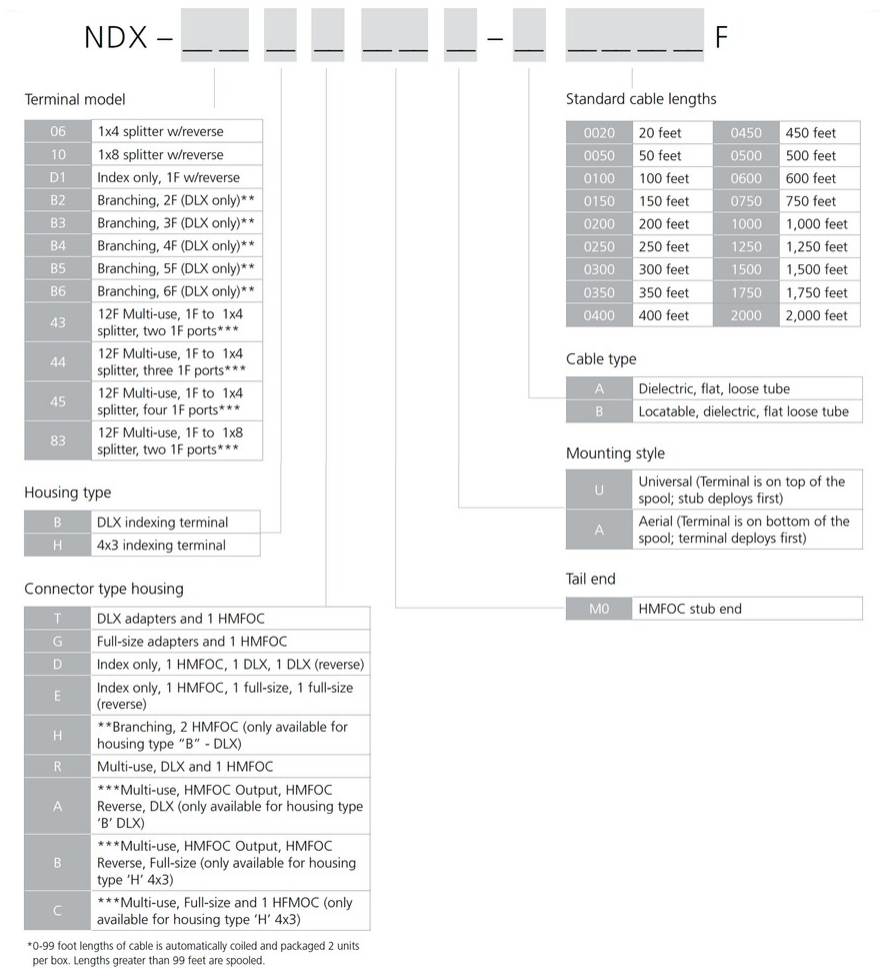 NDX – __ __ __ __ __ __ __ – __ __ __ __ __ F
Terminal model
06 1x4 splitter w/reverse
10 1x8 splitter w/reverse
D1 Index only, 1F w/reverse
B2 Branching, 2F (DLX only)**
B3 Branching, 3F (DLX only)**
B4 Branching, 4F (DLX only)**
B5 Branching, 5F (DLX only)**
B6 Branching, 6F (DLX only)**
43 12F Multi-use, 1F to 1x4
splitter, two 1F ports***
44 12F Multi-use, 1F to 1x4
splitter, three 1F ports***
45 12F Multi-use, 1F to 1x4
splitter, four 1F ports***
83 12F Multi-use, 1F to 1x8
splitter, two 1F ports***
Housing type
B DLX indexing terminal
H 4x3 indexing terminal
Connector type housing
T DLX adapters and 1 HMFOC
G Full-size adapters and 1 HMFOC
D Index only, 1 HMFOC, 1 DLX, 1 DLX (reverse)
E Index only, 1 HMFOC, 1 full-size, 1 full-size
(reverse)
H **Branching, 2 HMFOC (only available for
housing type "B" - DLX)
R Multi-use, DLX and 1 HMFOC
A ***Multi-use, HMFOC Output, HMFOC
Reverse, DLX (only available for housing type
'B' DLX)
B ***Multi-use, HMFOC Output, HMFOC
Reverse, Full-size (only available for housing
type 'H' 4x3)
C ***Multi-use, Full-size and 1 HFMOC (only
available for housing type 'H' 4x3)
*0-99 foot lengths of cable is automatically coiled and packaged 2 units
per box. Lengths greater than 99 feet are spooled.
Standard cable lengths
0020 20 feet 0450 450 feet
0050 50 feet 0500 500 feet
0100 100 feet 0600 600 feet
0150 150 feet 0750 750 feet
0200 200 feet 1000 1,000 feet
0250 250 feet 1250 1,250 feet
0300 300 feet 1500 1,500 feet
0350 350 feet 1750 1,750 feet
0400 400 feet 2000 2,000 feet
Cable type
A Dielectric, flat, loose tube
B Locatable, dielectric, flat loose tube
Mounting style
U Universal (Terminal is on top of the
spool; stub deploys first)
A Aerial (Terminal is on bottom of the
spool; terminal deploys first)
Tail end
M0 HMFOC stub end